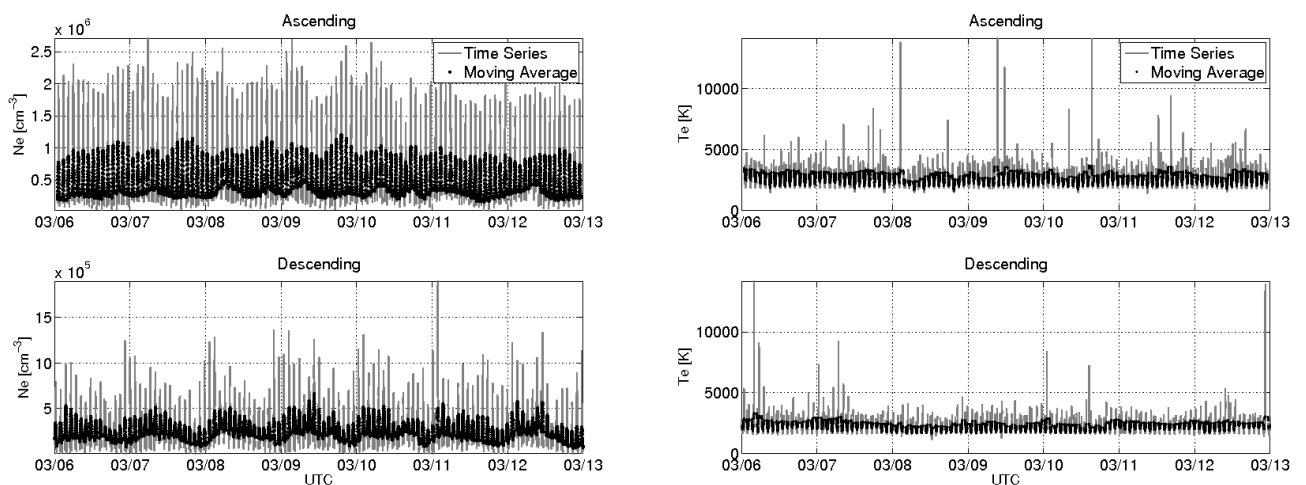 Ascending
x 10^6
Ne [cm^-3]
2.5
2
1.5
1
0.5
Time Series
Moving Average
03/06 03/07 03/08 03/09 03/10 03/11 03/12 03/13
Ascending
Te [K]
10000
5000
0
Time Series
Moving Average
03/06 03/07 03/08 03/09 03/10 03/11 03/12 03/13
Descending
x 10^5
Ne [cm^-3]
15
10
5
03/06 03/07 03/08 03/09 03/10 03/11 03/12 03/13
UTC
Descending
Te [K]
10000
5000
0
03/06 03/07 03/08 03/09 03/10 03/11 03/12 03/13
UTC